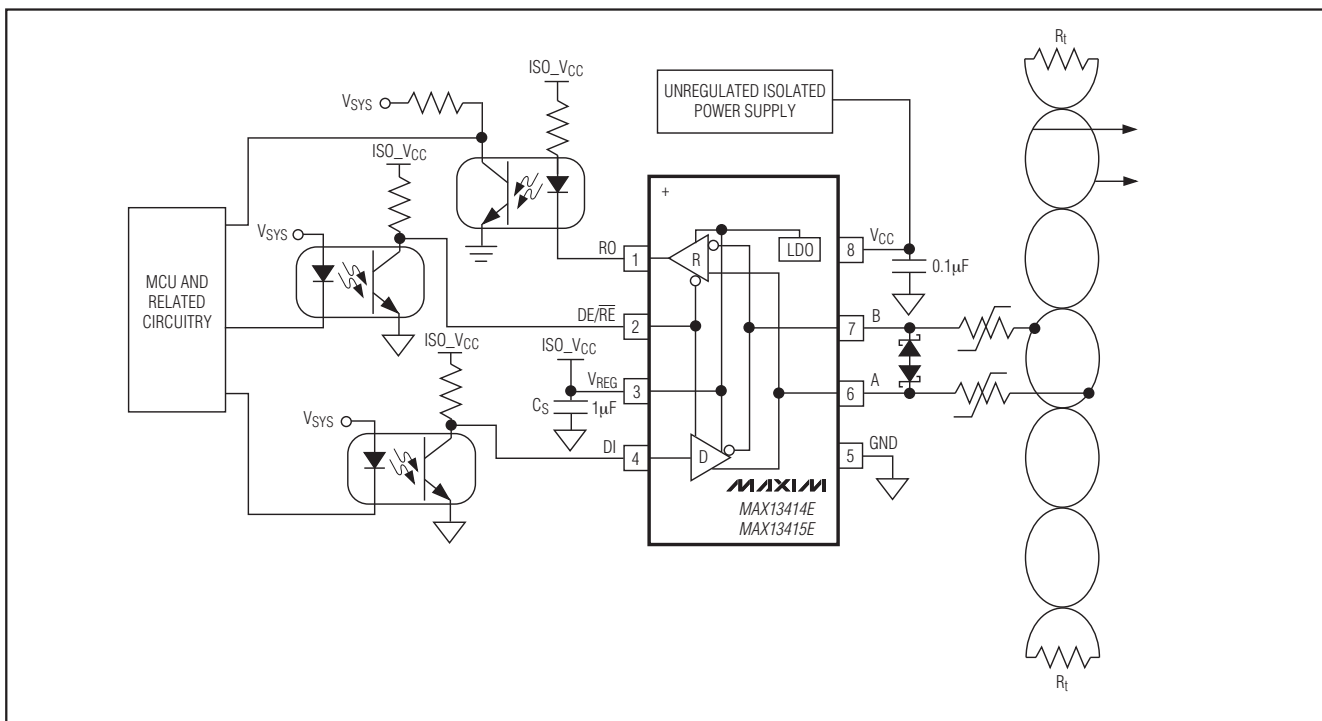 Rt
ISO_VCC
VSYS
UNREGULATED ISOLATED
POWER SUPPLY
ISO_VCC
MCU AND
RELATED
CIRCUITRY
VSYS
+
RO
1
R
LDO
8
VCC
0.1μF
DE/RE
2
7
B
ISO_VCC
ISO_VCC
VREG
3
CS
1μF
6
A
VSYS
DI
4
D
5
GND
MAXIM
MAX13414E
MAX13415E
Rt